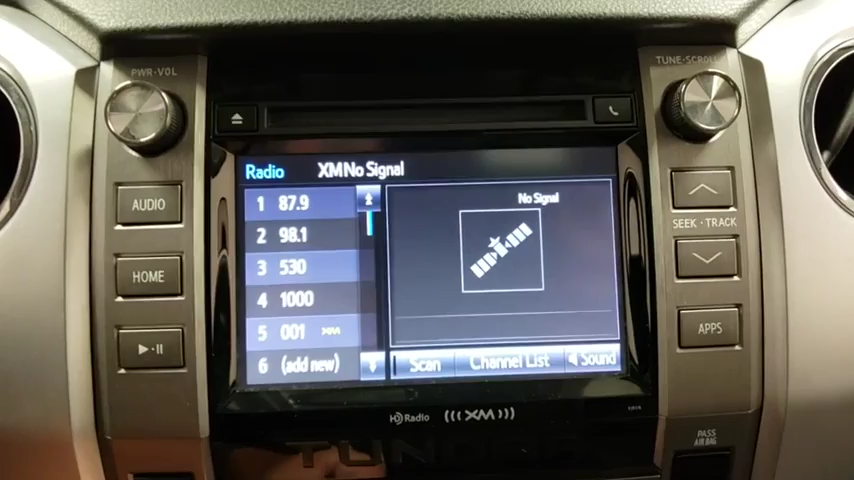 PWR·VOL
TUNE·SCROLL
AUDIO
HOME
SEEK·TRACK
APPS
Radio XM No Signal
1 87.9
2 98.1
3 530
4 1000
5 001 XM
6 (add new)
No Signal
Scan Channel List Sound
HD Radio ((( XM )))
TUNDRA
PASS
AIR BAG